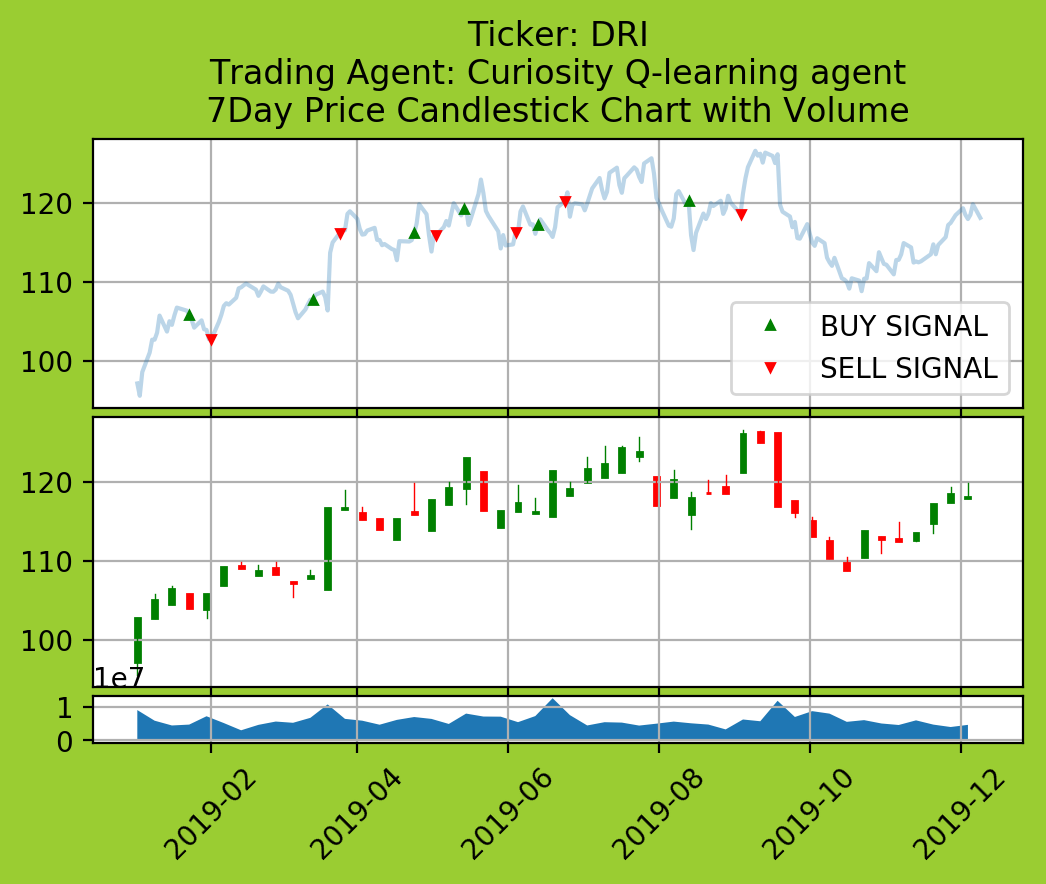 Ticker: DRI
Trading Agent: Curiosity Q-learning agent
7Day Price Candlestick Chart with Volume
120
110
100
BUY SIGNAL
SELL SIGNAL
120
110
100
1e7
1
0
2019-02
2019-04
2019-06
2019-08
2019-10
2019-12